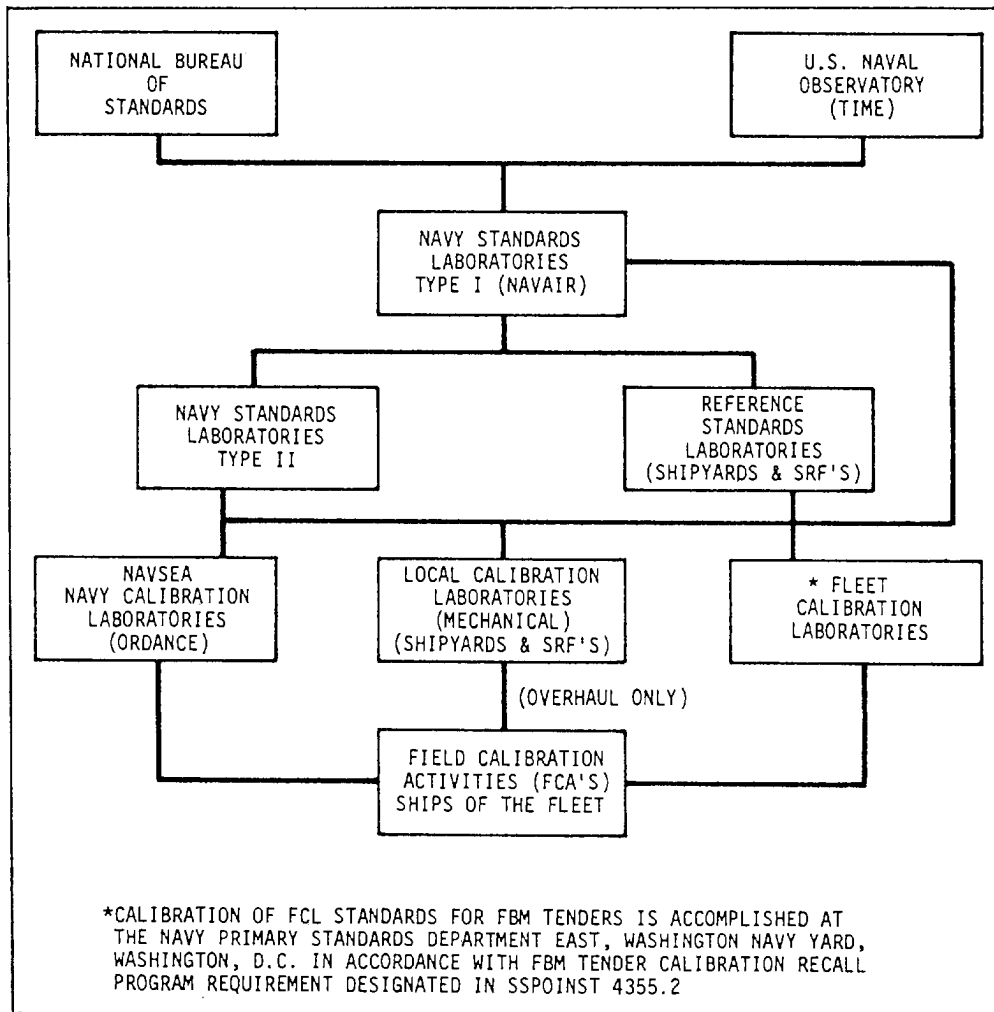 NATIONAL BUREAU
OF
STANDARDS
U.S. NAVAL
OBSERVATORY
(TIME)
NAVY STANDARDS
LABORATORIES
TYPE I (NAVAIR)
NAVY STANDARDS
LABORATORIES
TYPE II
REFERENCE
STANDARDS
LABORATORIES
(SHIPYARDS & SRF'S)
NAVSEA
NAVY CALIBRATION
LABORATORIES
(ORDANCE)
LOCAL CALIBRATION
LABORATORIES
(MECHANICAL)
(SHIPYARDS & SRF'S)
* FLEET
CALIBRATION
LABORATORIES
(OVERHAUL ONLY)
FIELD CALIBRATION
ACTIVITIES (FCA'S)
SHIPS OF THE FLEET
*CALIBRATION OF FCL STANDARDS FOR FBM TENDERS IS ACCOMPLISHED AT
THE NAVY PRIMARY STANDARDS DEPARTMENT EAST, WASHINGTON NAVY YARD,
WASHINGTON, D.C. IN ACCORDANCE WITH FBM TENDER CALIBRATION RECALL
PROGRAM REQUIREMENT DESIGNATED IN SSPOINST 4355.2